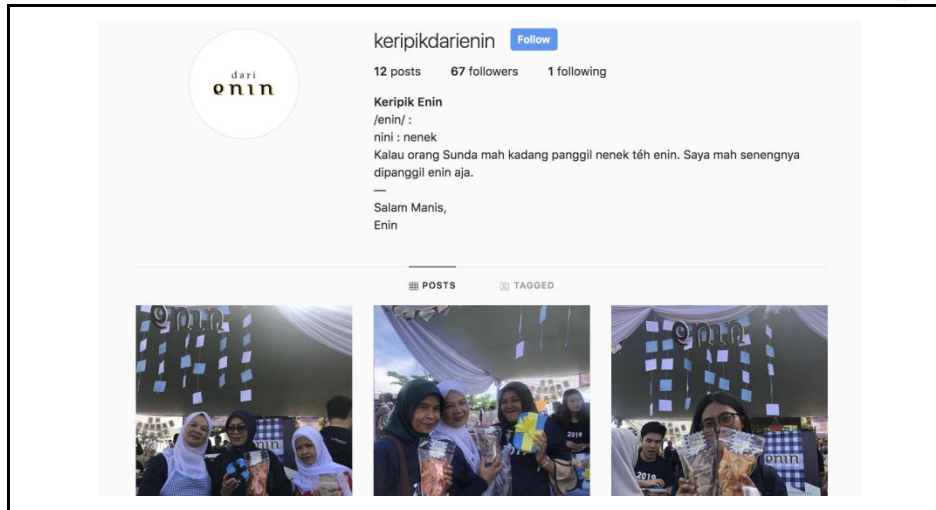 dari
enin
keripikdarienin Follow
12 posts 67 followers 1 following
Keripik Enin
/enin/ :
nini : nenek
Kalau orang Sunda mah kadang panggil nenek téh enin. Saya mah senengnya
dipanggil enin aja.
—
Salam Manis,
Enin
POSTS TAGGED
enin
enin
2019
enin
2019
enin